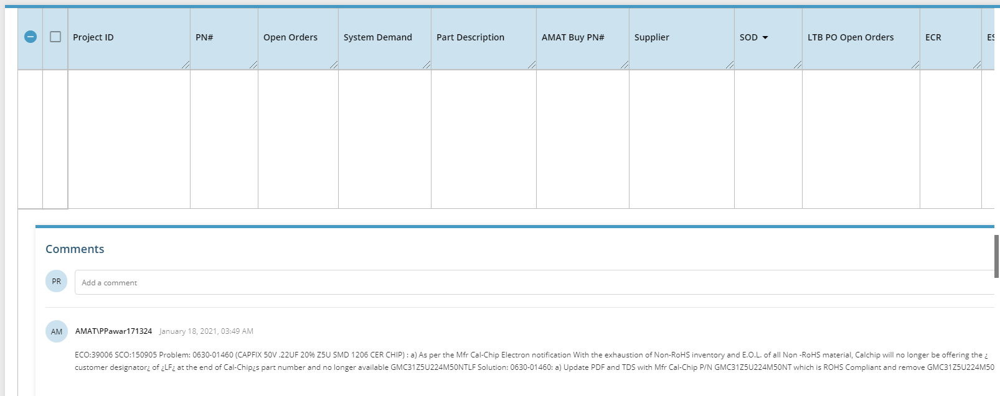 Project ID PN# Open Orders System Demand Part Description AMAT Buy PN# Supplier SOD LTB PO Open Orders ECR
Comments
PR Add a comment
AM AMAT\PPawar171324 January 18, 2021, 03:49 AM
ECO:39006 SCO:150905 Problem: 0630-01460 (CAPFIX 50V .22UF 20% Z5U SMD 1206 CER CHIP) : a) As per the Mfr Cal-Chip Electron notification With the exhaustion of Non-RoHS inventory and E.O.L. of all Non -RoHS material, Calchip will no longer be offering the ¿
customer designator¿ of ¿LF¿ at the end of Cal-Chip¿s part number and no longer available GMC31Z5U224M50NTLF Solution: 0630-01460: a) Update PDF and TDS with Mfr Cal-Chip P/N GMC31Z5U224M50NT which is ROHS Compliant and remove GMC31Z5U224M50